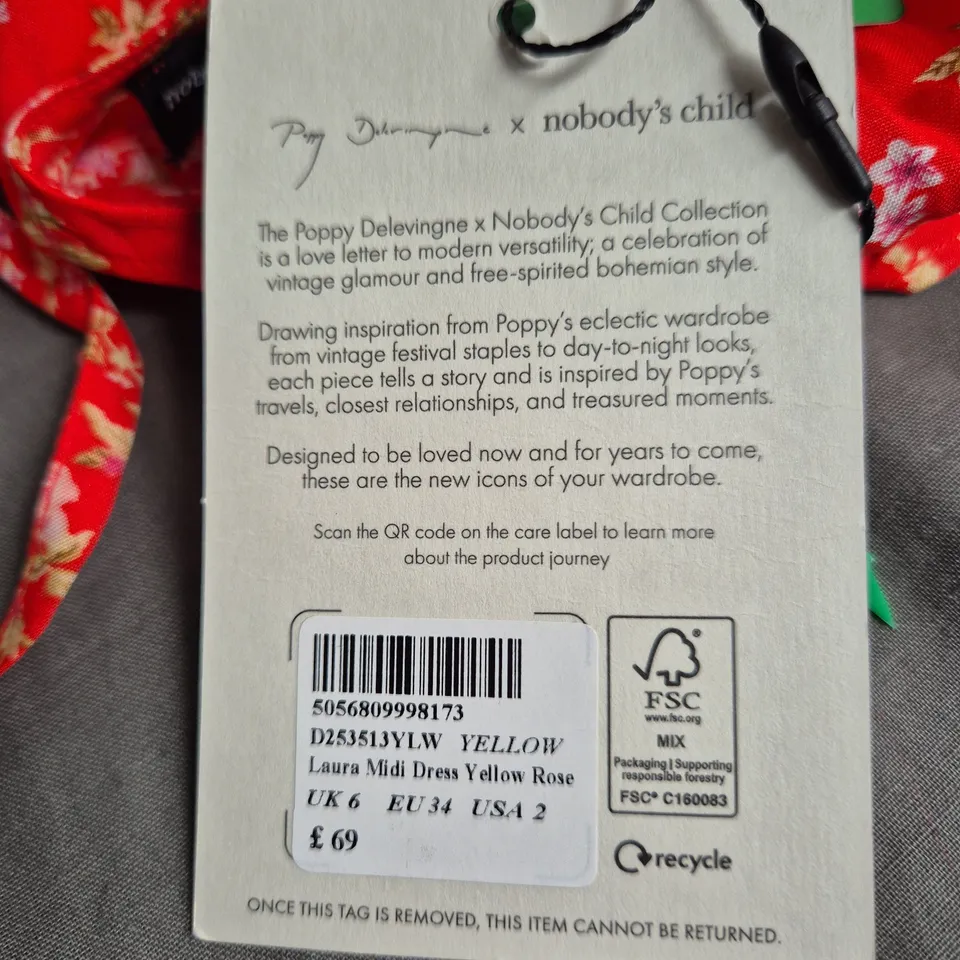 Poppy Delevingne x nobody's child
The Poppy Delevingne x Nobody's Child Collection
is a love letter to modern versatility; a celebration of
vintage glamour and free-spirited bohemian style.
Drawing inspiration from Poppy's eclectic wardrobe
from vintage festival staples to day-to-night looks,
each piece tells a story and is inspired by Poppy's
travels, closest relationships, and treasured moments.
Designed to be loved now and for years to come,
these are the new icons of your wardrobe.
Scan the QR code on the care label to learn more
about the product journey
5056809998173
D253513YLW YELLOW
Laura Midi Dress Yellow Rose
UK 6 EU 34 USA 2
£ 69
FSC
www.fsc.org
MIX
Packaging | Supporting
responsible forestry
FSC® C160083
recycle
ONCE THIS TAG IS REMOVED, THIS ITEM CANNOT BE RETURNED.